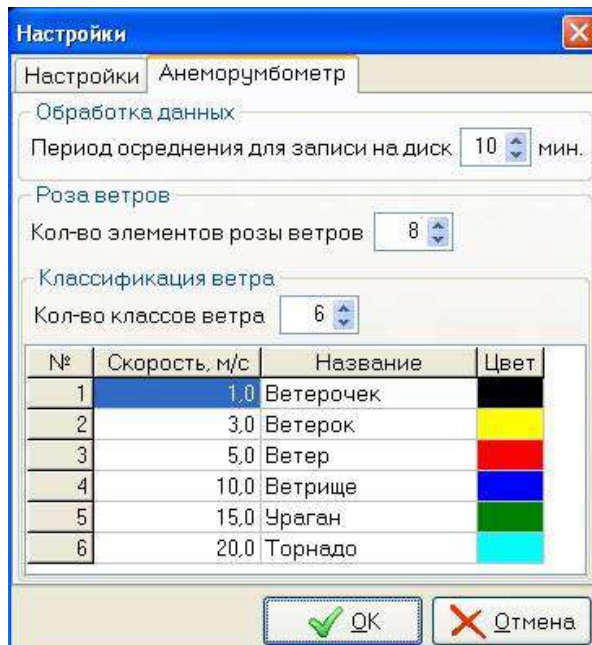 Настройки
Настройки Анеморумбометр
Обработка данных
Период осреднения для записи на диск 10 мин.
Роза ветров
Кол-во элементов розы ветров 8
Классификация ветра
Кол-во классов ветра 6
№ Скорость, м/с Название Цвет
1 1,0 Ветерочек
2 3,0 Ветерок
3 5,0 Ветер
4 10,0 Ветрище
5 15,0 Ураган
6 20,0 Торнадо
OK Отмена